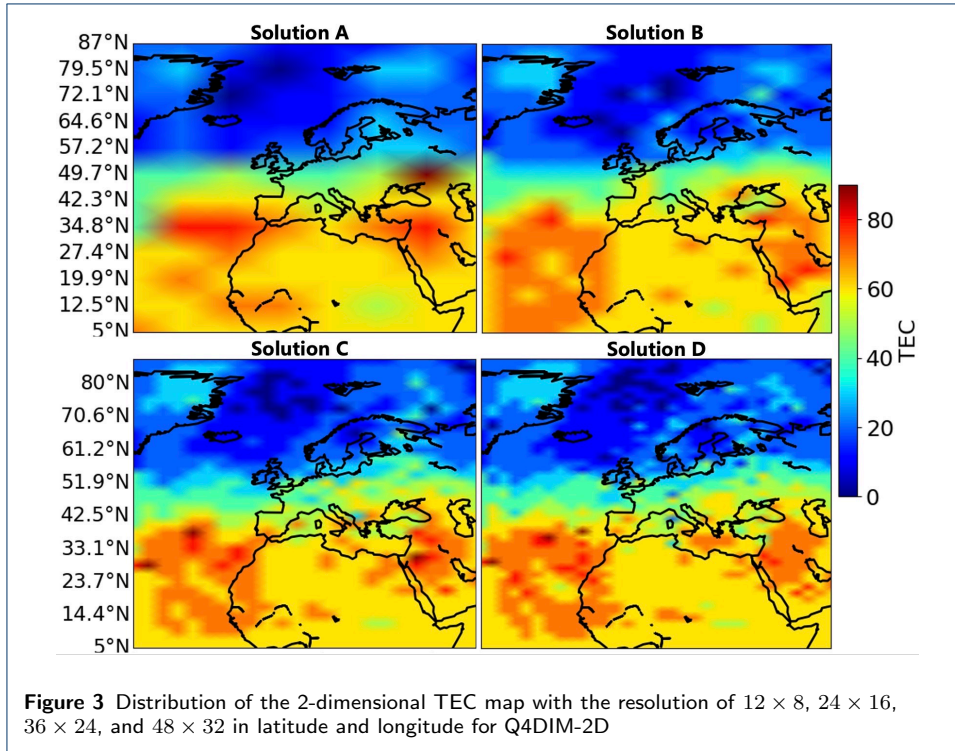 Solution A
Solution B
87°N
79.5°N
72.1°N
64.6°N
57.2°N
49.7°N
42.3°N
34.8°N
27.4°N
19.9°N
12.5°N
5°N
Solution C
Solution D
80°N
70.6°N
61.2°N
51.9°N
42.5°N
33.1°N
23.7°N
14.4°N
5°N
80
60
40
20
0
TEC
Figure 3 Distribution of the 2-dimensional TEC map with the resolution of 12 × 8, 24 × 16,
36 × 24, and 48 × 32 in latitude and longitude for Q4DIM-2D